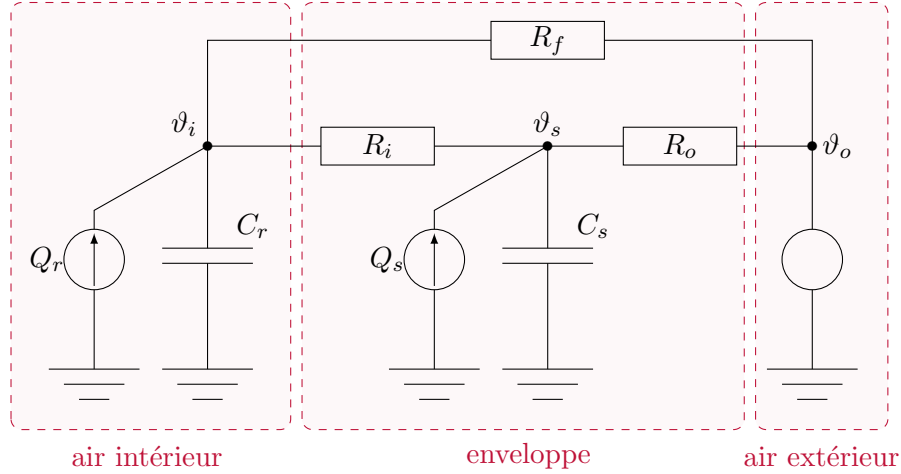 R_f
ϑ_i
R_i
ϑ_s
R_o
ϑ_o
Q_r
C_r
Q_s
C_s
air intérieur
enveloppe
air extérieur